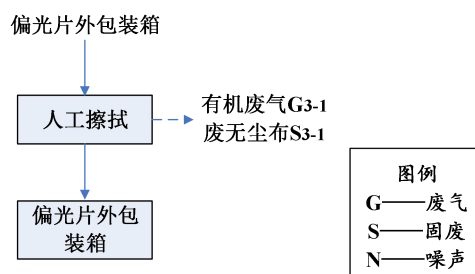 偏光片外包装箱
人工擦拭
有机废气G3-1
废无尘布S3-1
偏光片外包
装箱
图例
G——废气
S——固废
N——噪声